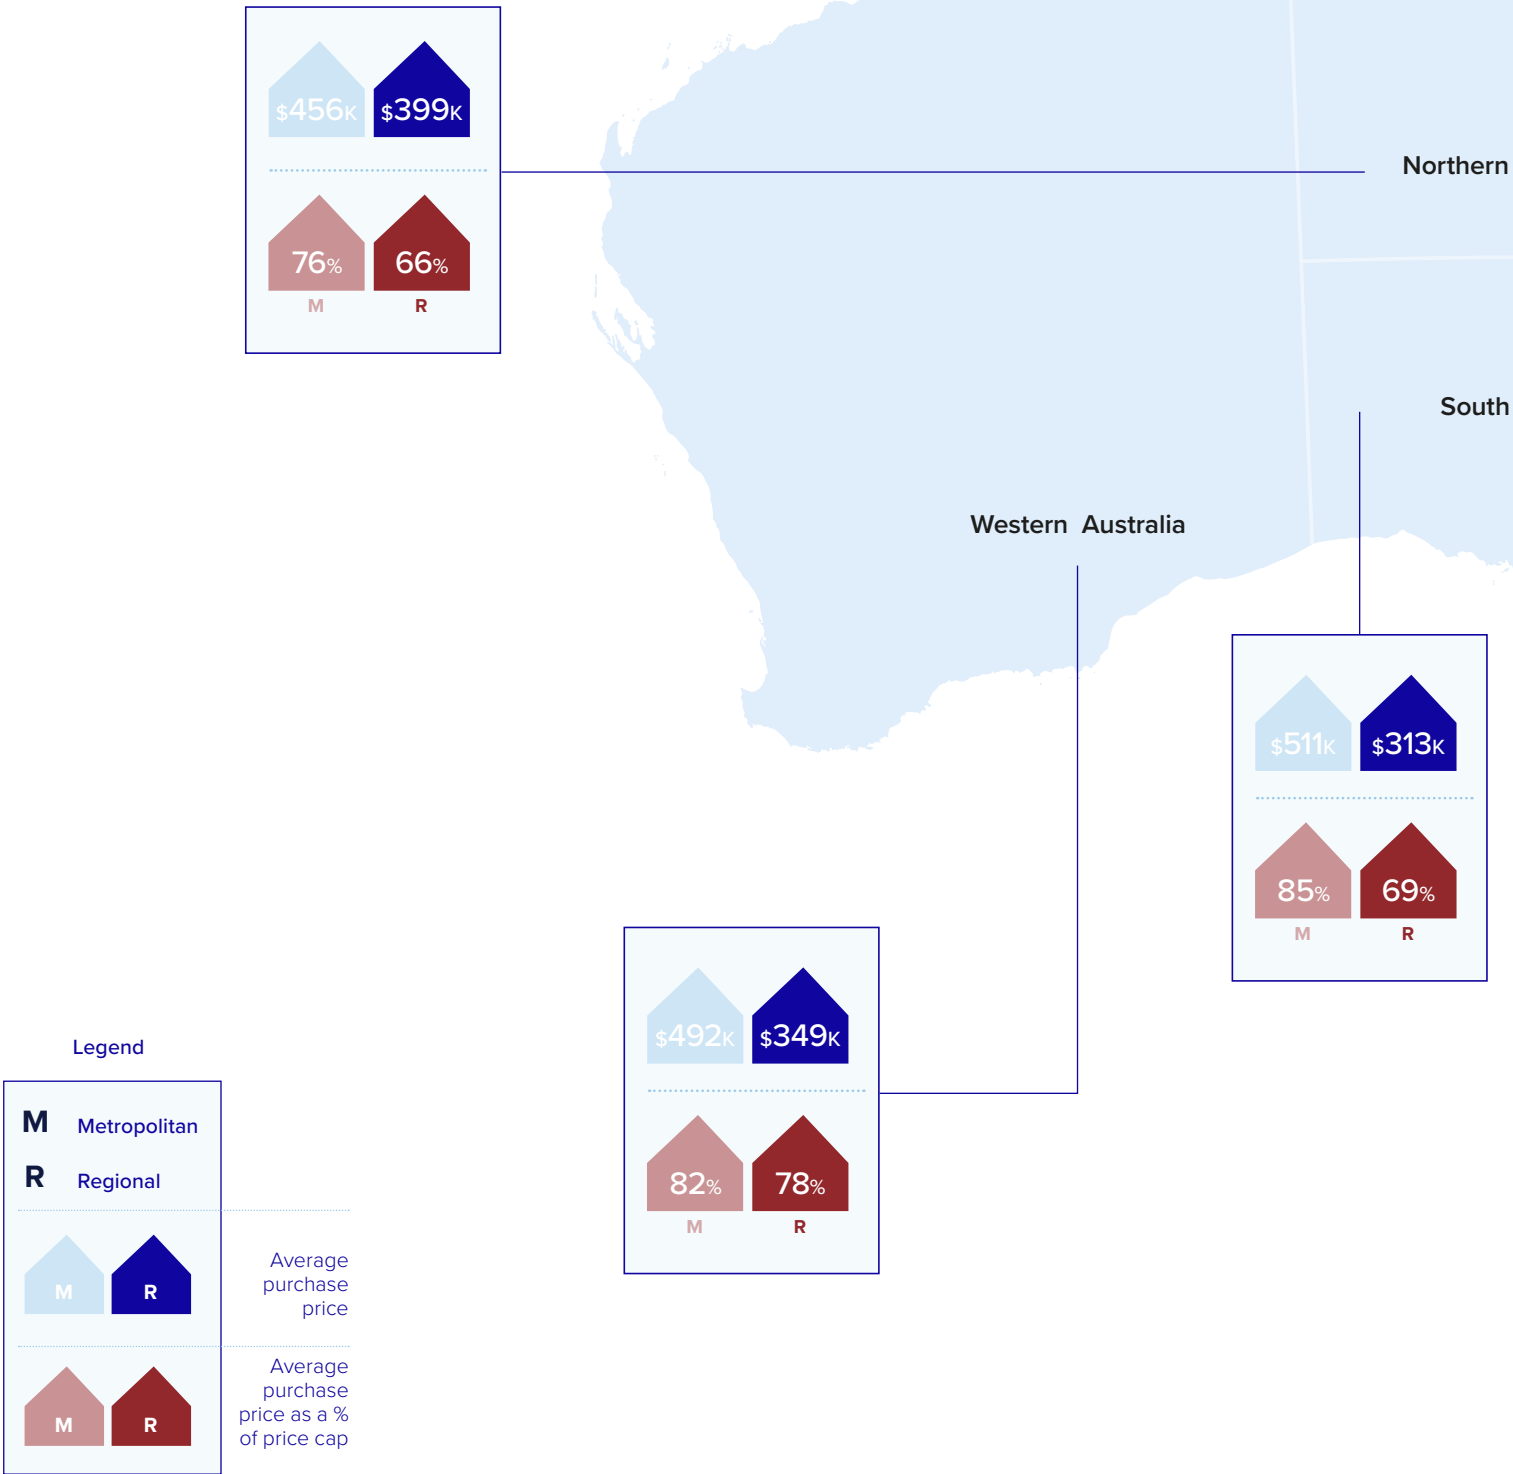 $456K $399K
76% 66%
M R
Northern
South
Western Australia
$511K $313K
85% 69%
M R
$492K $349K
82% 78%
M R
Legend
M Metropolitan
R Regional
M R
Average
purchase
price
M R
Average
purchase
price as a %
of price cap